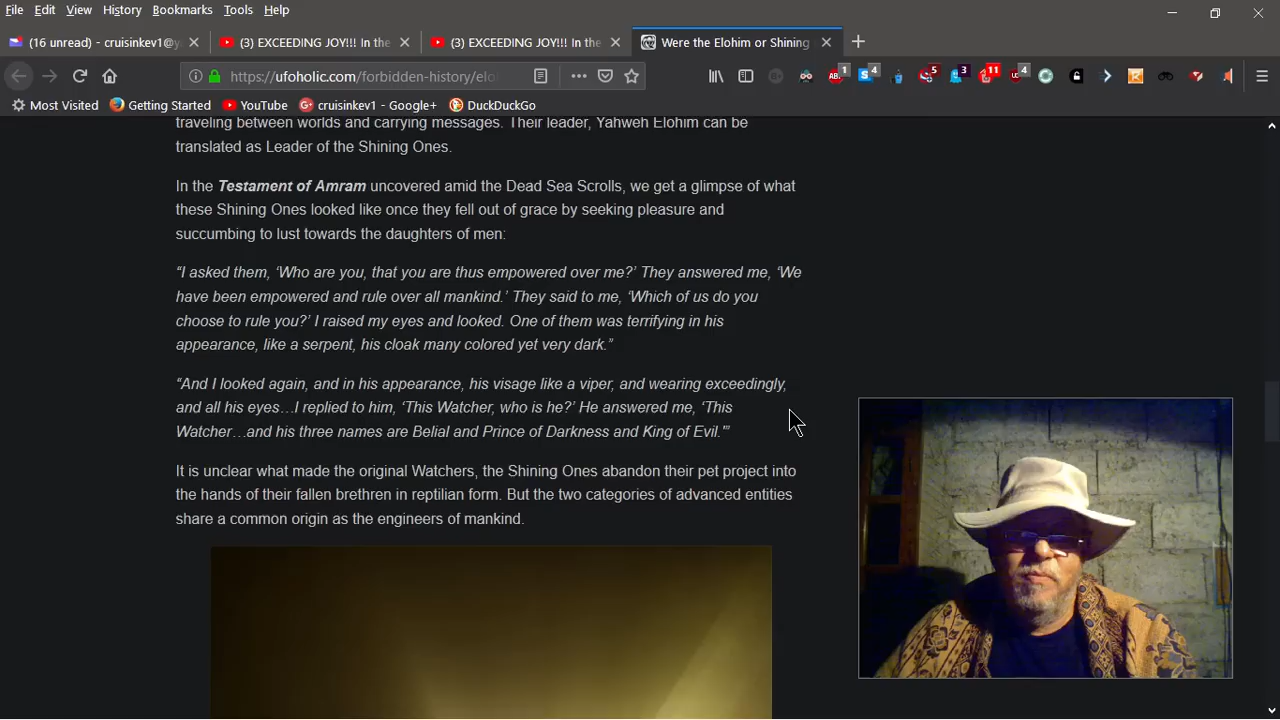 File Edit View History Bookmarks Tools Help
(16 unread) - cruisinkev1@y
(3) EXCEEDING JOY!!! In the
(3) EXCEEDING JOY!!! In the
Were the Elohim or Shining
https://ufoholic.com/forbidden-history/elo
1 4 5 3 11 4
Most Visited Getting Started YouTube cruisinkev1 - Google+ DuckDuckGo
traveling between worlds and carrying messages. Their leader, Yahweh Elohim can be
translated as Leader of the Shining Ones.
In the Testament of Amram uncovered amid the Dead Sea Scrolls, we get a glimpse of what
these Shining Ones looked like once they fell out of grace by seeking pleasure and
succumbing to lust towards the daughters of men:
“I asked them, ‘Who are you, that you are thus empowered over me?’ They answered me, ‘We
have been empowered and rule over all mankind.’ They said to me, ‘Which of us do you
choose to rule you?’ I raised my eyes and looked. One of them was terrifying in his
appearance, like a serpent, his cloak many colored yet very dark.”
“And I looked again, and in his appearance, his visage like a viper, and wearing exceedingly,
and all his eyes…I replied to him, ‘This Watcher, who is he?’ He answered me, ‘This
Watcher…and his three names are Belial and Prince of Darkness and King of Evil.’”
It is unclear what made the original Watchers, the Shining Ones abandon their pet project into
the hands of their fallen brethren in reptilian form. But the two categories of advanced entities
share a common origin as the engineers of mankind.